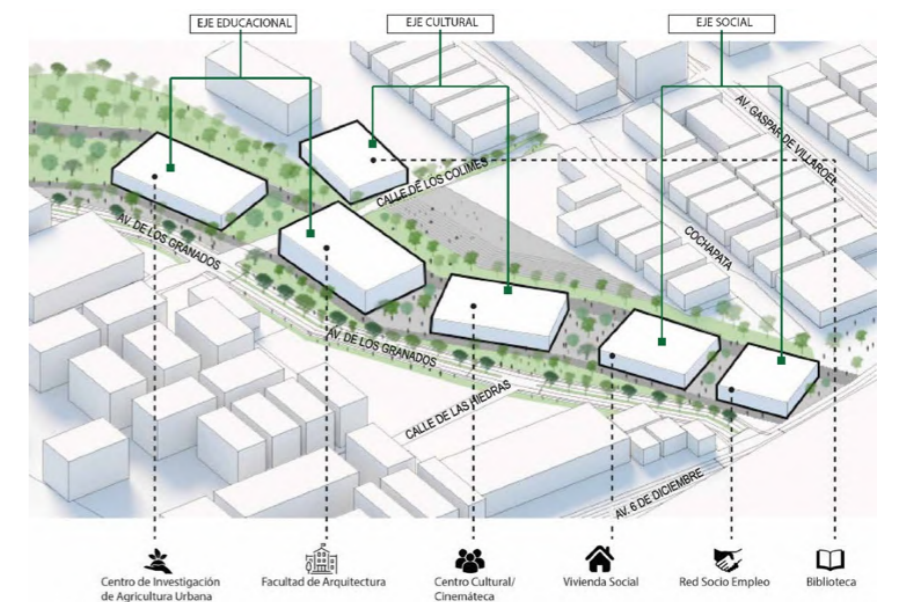 EJE EDUCACIONAL
EJE CULTURAL
EJE SOCIAL
AV. GASPAR DE VILLAROEL
CALLE DE LOS COLIMES
COCHAPATA
AV. DE LOS GRANADOS
AV. DE LOS GRANADOS
CALLE DE LAS HIEDRAS
AV. 6 DE DICIEMBRE
Centro de Investigación
de Agricultura Urbana
Facultad de Arquitectura
Centro Cultural/
Cinemáteca
Vivienda Social
Red Socio Empleo
Biblioteca